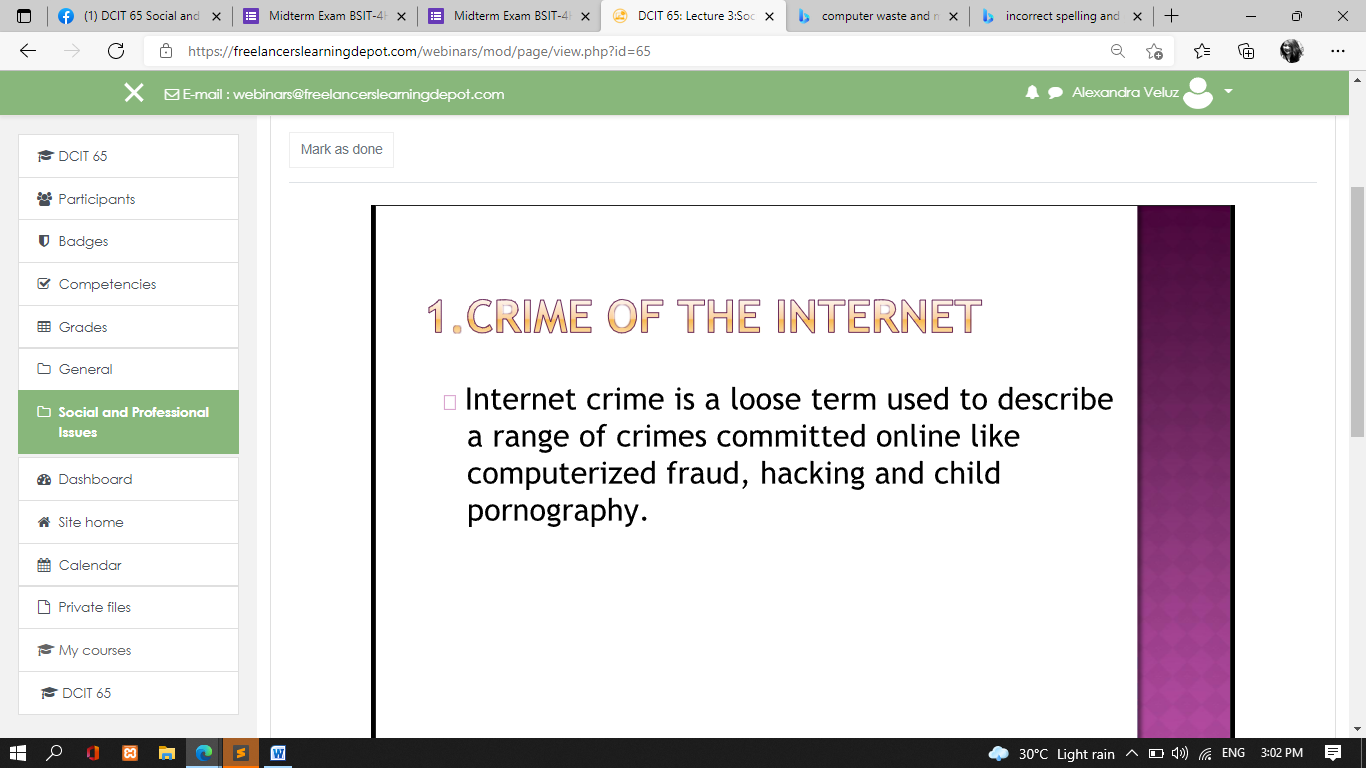 (1) DCIT 65 Social and
Midterm Exam BSIT-4
Midterm Exam BSIT-4
DCIT 65: Lecture 3:Soc
computer waste and
incorrect spelling and
https://freelancerslearningdepot.com/webinars/mod/page/view.php?id=65
E-mail : webinars@freelancerslearningdepot.com
Alexandra Veluz
DCIT 65
Participants
Badges
Competencies
Grades
General
Social and Professional
Issues
Dashboard
Site home
Calendar
Private files
My courses
DCIT 65
Mark as done
1.CRIME OF THE INTERNET
Internet crime is a loose term used to describe
a range of crimes committed online like
computerized fraud, hacking and child
pornography.
30°C Light rain
ENG
3:02 PM